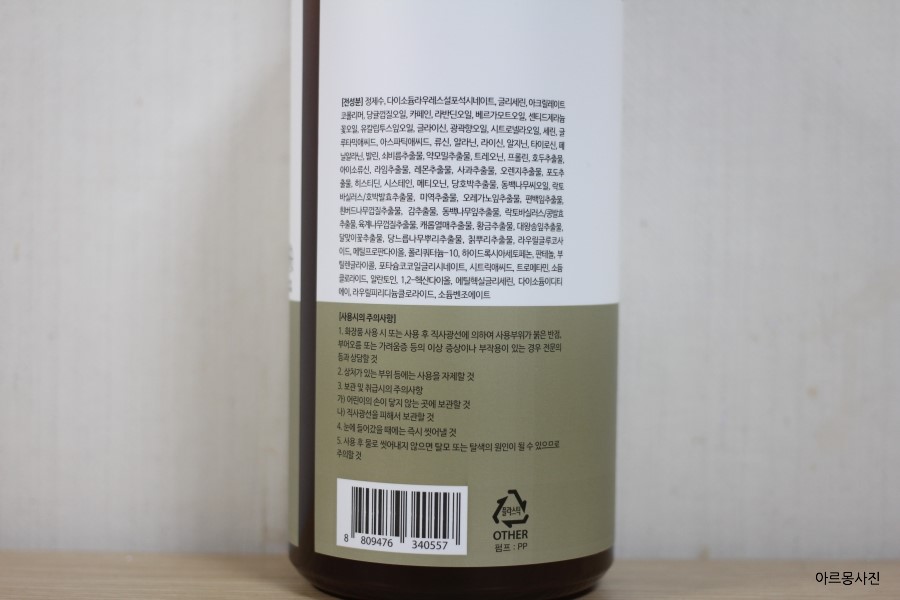 [전성분] 정제수, 다이소듐라우레스설포석시네이트, 글리세린, 아크릴레이트
코폴리머, 당귤껍질오일, 카페인, 라반딘오일, 베르가모트오일, 센티드제라늄
꽃오일, 유칼립투스잎오일, 글라이신, 광곽향오일, 시트로넬라오일, 세린, 글
루타믹애씨드, 아스파틱애씨드, 류신, 알라닌, 라이신, 알지닌, 타이로신, 페
닐알라닌, 발린, 쇠비름추출물, 약모밀추출물, 트레오닌, 프롤린, 호두추출물,
아이소류신, 라임추출물, 레몬추출물, 사과추출물, 오렌지추출물, 포도추
출물, 히스티딘, 시스테인, 메티오닌, 당호박추출물, 동백나무씨오일, 락토
바실러스/호박발효추출물, 미역추출물, 오레가노잎추출물, 편백잎추출물,
흰버드나무껍질추출물, 감추출물, 동백나무잎추출물, 락토바실러스/콩발효
추출물, 육계나무껍질추출물, 캐롭열매추출물, 황금추출물, 대왕송잎추출물,
달맞이꽃추출물, 당느릅나무뿌리추출물, 칡뿌리추출물, 라우릴글루코사
이드, 메틸프로판다이올, 폴리쿼터늄-10, 하이드록시아세토페논, 판테놀, 부
틸렌글라이콜, 포타슘코코일글리시네이트, 시트릭애씨드, 트로메타민, 소듐
클로라이드, 알란토인, 1,2-헥산다이올, 에틸헥실글리세린, 다이소듐이디티
에이, 라우릴피리디늄클로라이드, 소듐벤조에이트
[사용시의 주의사항]
1. 화장품 사용 시 또는 사용 후 직사광선에 의하여 사용부위가 붉은 반점,
부어오름 또는 가려움증 등의 이상 증상이나 부작용이 있는 경우 전문의
등과 상담할 것
2. 상처가 있는 부위 등에는 사용을 자제할 것
3. 보관 및 취급시의 주의사항
가) 어린이의 손이 닿지 않는 곳에 보관할 것
나) 직사광선을 피해서 보관할 것
4. 눈에 들어갔을 때에는 즉시 씻어낼 것
5. 사용 후 물로 씻어내지 않으면 탈모 또는 탈색의 원인이 될 수 있으므로
주의할 것
8 809476 340557
플라스틱
OTHER
펌프 : PP
아르몽사진